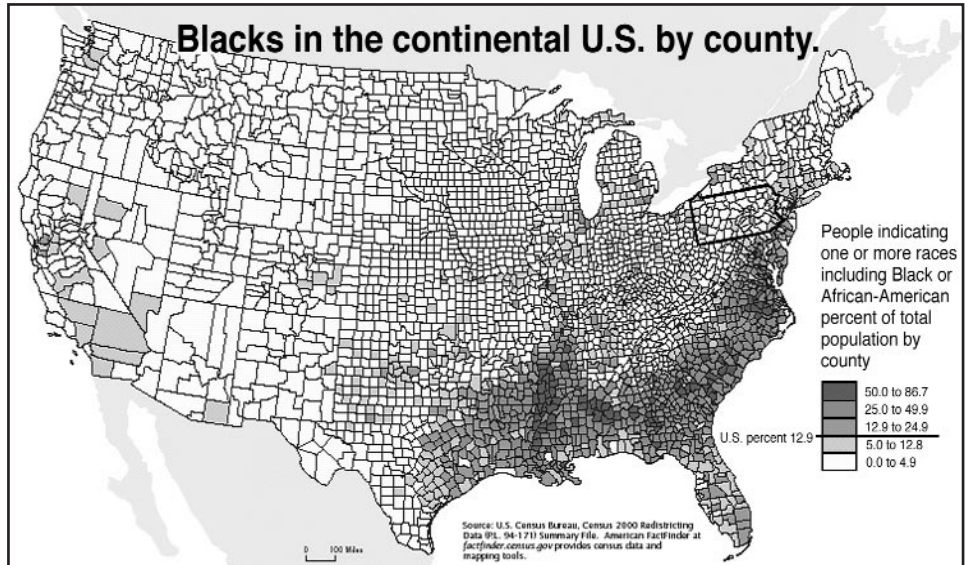 Blacks in the continental U.S. by county.
People indicating
one or more races
including Black or
African-American
percent of total
population by
county
50.0 to 86.7
25.0 to 49.9
12.9 to 24.9
U.S. percent 12.9
5.0 to 12.8
0.0 to 4.9
Source: U.S. Census Bureau, Census 2000 Redistricting
Data (P.L. 94-171) Summary File. American FactFinder at
factfinder.census.gov provides census data and
mapping tools.
0 100 Miles